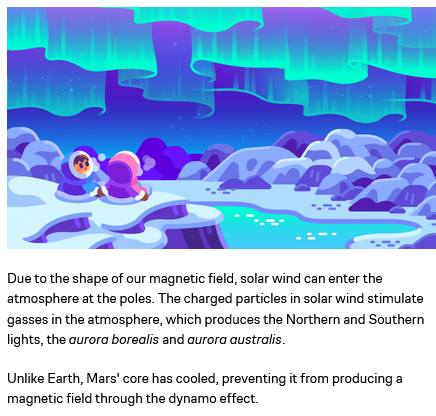 Due to the shape of our magnetic field, solar wind can enter the
atmosphere at the poles. The charged particles in solar wind stimulate
gasses in the atmosphere, which produces the Northern and Southern
lights, the aurora borealis and aurora australis.
Unlike Earth, Mars' core has cooled, preventing it from producing a
magnetic field through the dynamo effect.